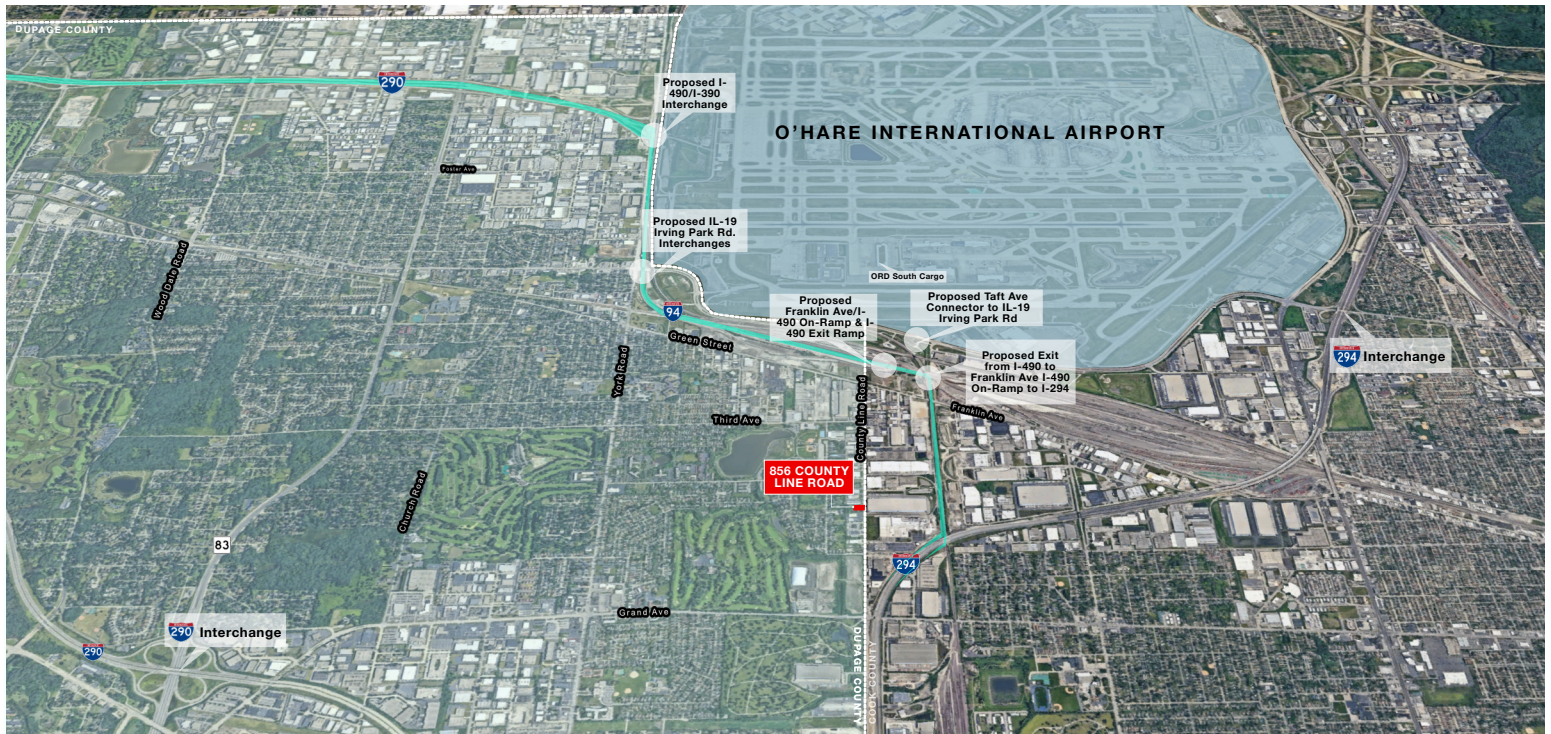 DUPAGE COUNTY
290
Proposed I-
490/I-390
Interchange
O'HARE INTERNATIONAL AIRPORT
Foster Ave
Proposed IL-19
Irving Park Rd.
Interchanges
Wood Dale Road
ORD South Cargo
94
Green Street
Proposed
Franklin Ave/I-
490 On-Ramp & I-
490 Exit Ramp
Proposed Taft Ave
Connector to IL-19
Irving Park Rd
Proposed Exit
from I-490 to
Franklin Ave I-490
On-Ramp to I-294
294 Interchange
York Road
County Line Road
Third Ave
Franklin Ave
856 COUNTY
LINE ROAD
Church Road
83
294
Grand Ave
290 Interchange
290
DUPAGE COUNTY
COOK COUNTY